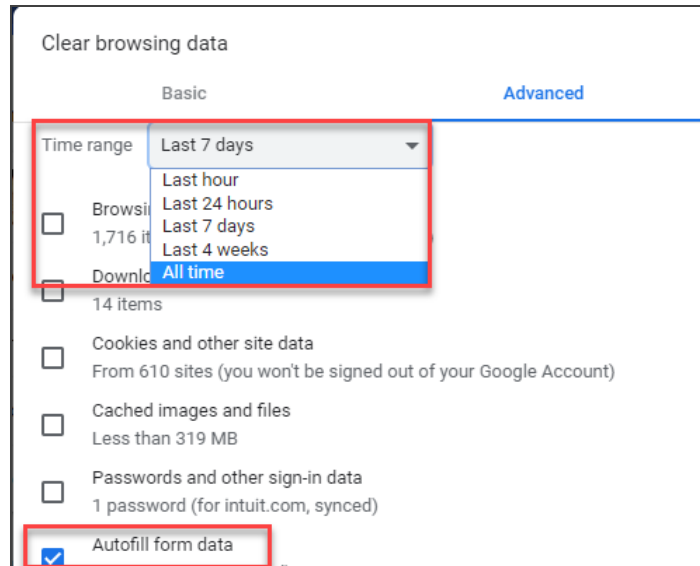 Clear browsing data
Basic Advanced
Time range Last 7 days
Last hour
Last 24 hours
Last 7 days
Last 4 weeks
All time
1,716
14 items
Cookies and other site data
From 610 sites (you won't be signed out of your Google Account)
Cached images and files
Less than 319 MB
Passwords and other sign-in data
1 password (for intuit.com, synced)
Autofill form data